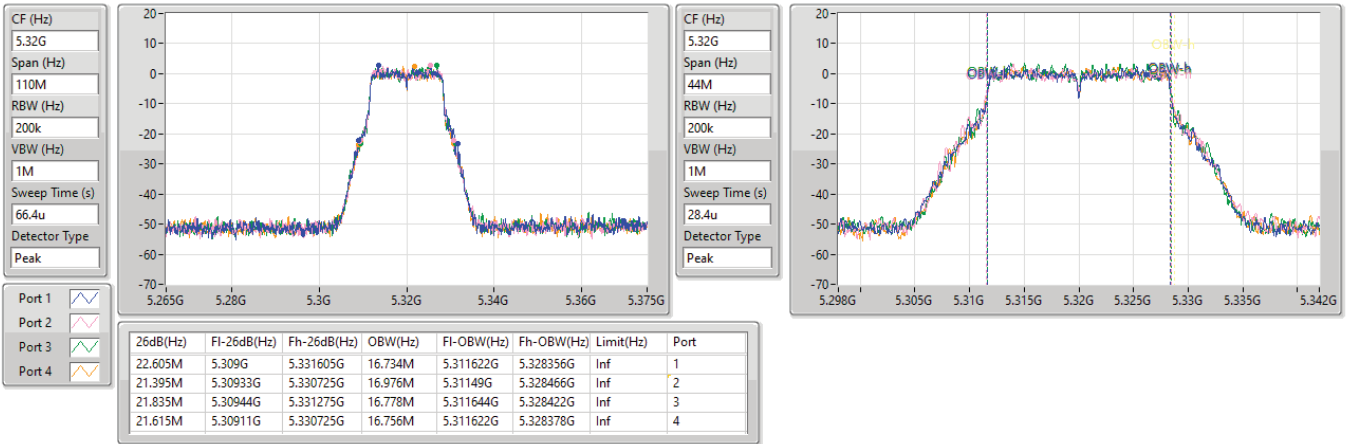 CF (Hz)
5.32G
Span (Hz)
110M
RBW (Hz)
200k
VBW (Hz)
1M
Sweep Time (s)
66.4u
Detector Type
Peak
20-
10-
0-
-10-
-20-
-30-
-40-
-50-
-60-
-70-
5.265G 5.28G 5.3G 5.32G 5.34G 5.36G 5.375G
CF (Hz)
5.32G
Span (Hz)
44M
RBW (Hz)
200k
VBW (Hz)
1M
Sweep Time (s)
28.4u
Detector Type
Peak
20-
10-
0-
-10-
-20-
-30-
-40-
-50-
-60-
-70-
OBW-h
OBW-h
5.298G 5.305G 5.31G 5.315G 5.32G 5.325G 5.33G 5.335G 5.342G
Port 1
Port 2
Port 3
Port 4
26dB(Hz) Fl-26dB(Hz) Fh-26dB(Hz) OBW(Hz) Fl-OBW(Hz) Fh-OBW(Hz) Limit(Hz) Port
22.605M 5.309G 5.331605G 16.734M 5.311622G 5.328356G Inf 1
21.395M 5.30933G 5.330725G 16.976M 5.31149G 5.328466G Inf 2
21.835M 5.30944G 5.331275G 16.778M 5.311644G 5.328422G Inf 3
21.615M 5.30911G 5.330725G 16.756M 5.311622G 5.328378G Inf 4